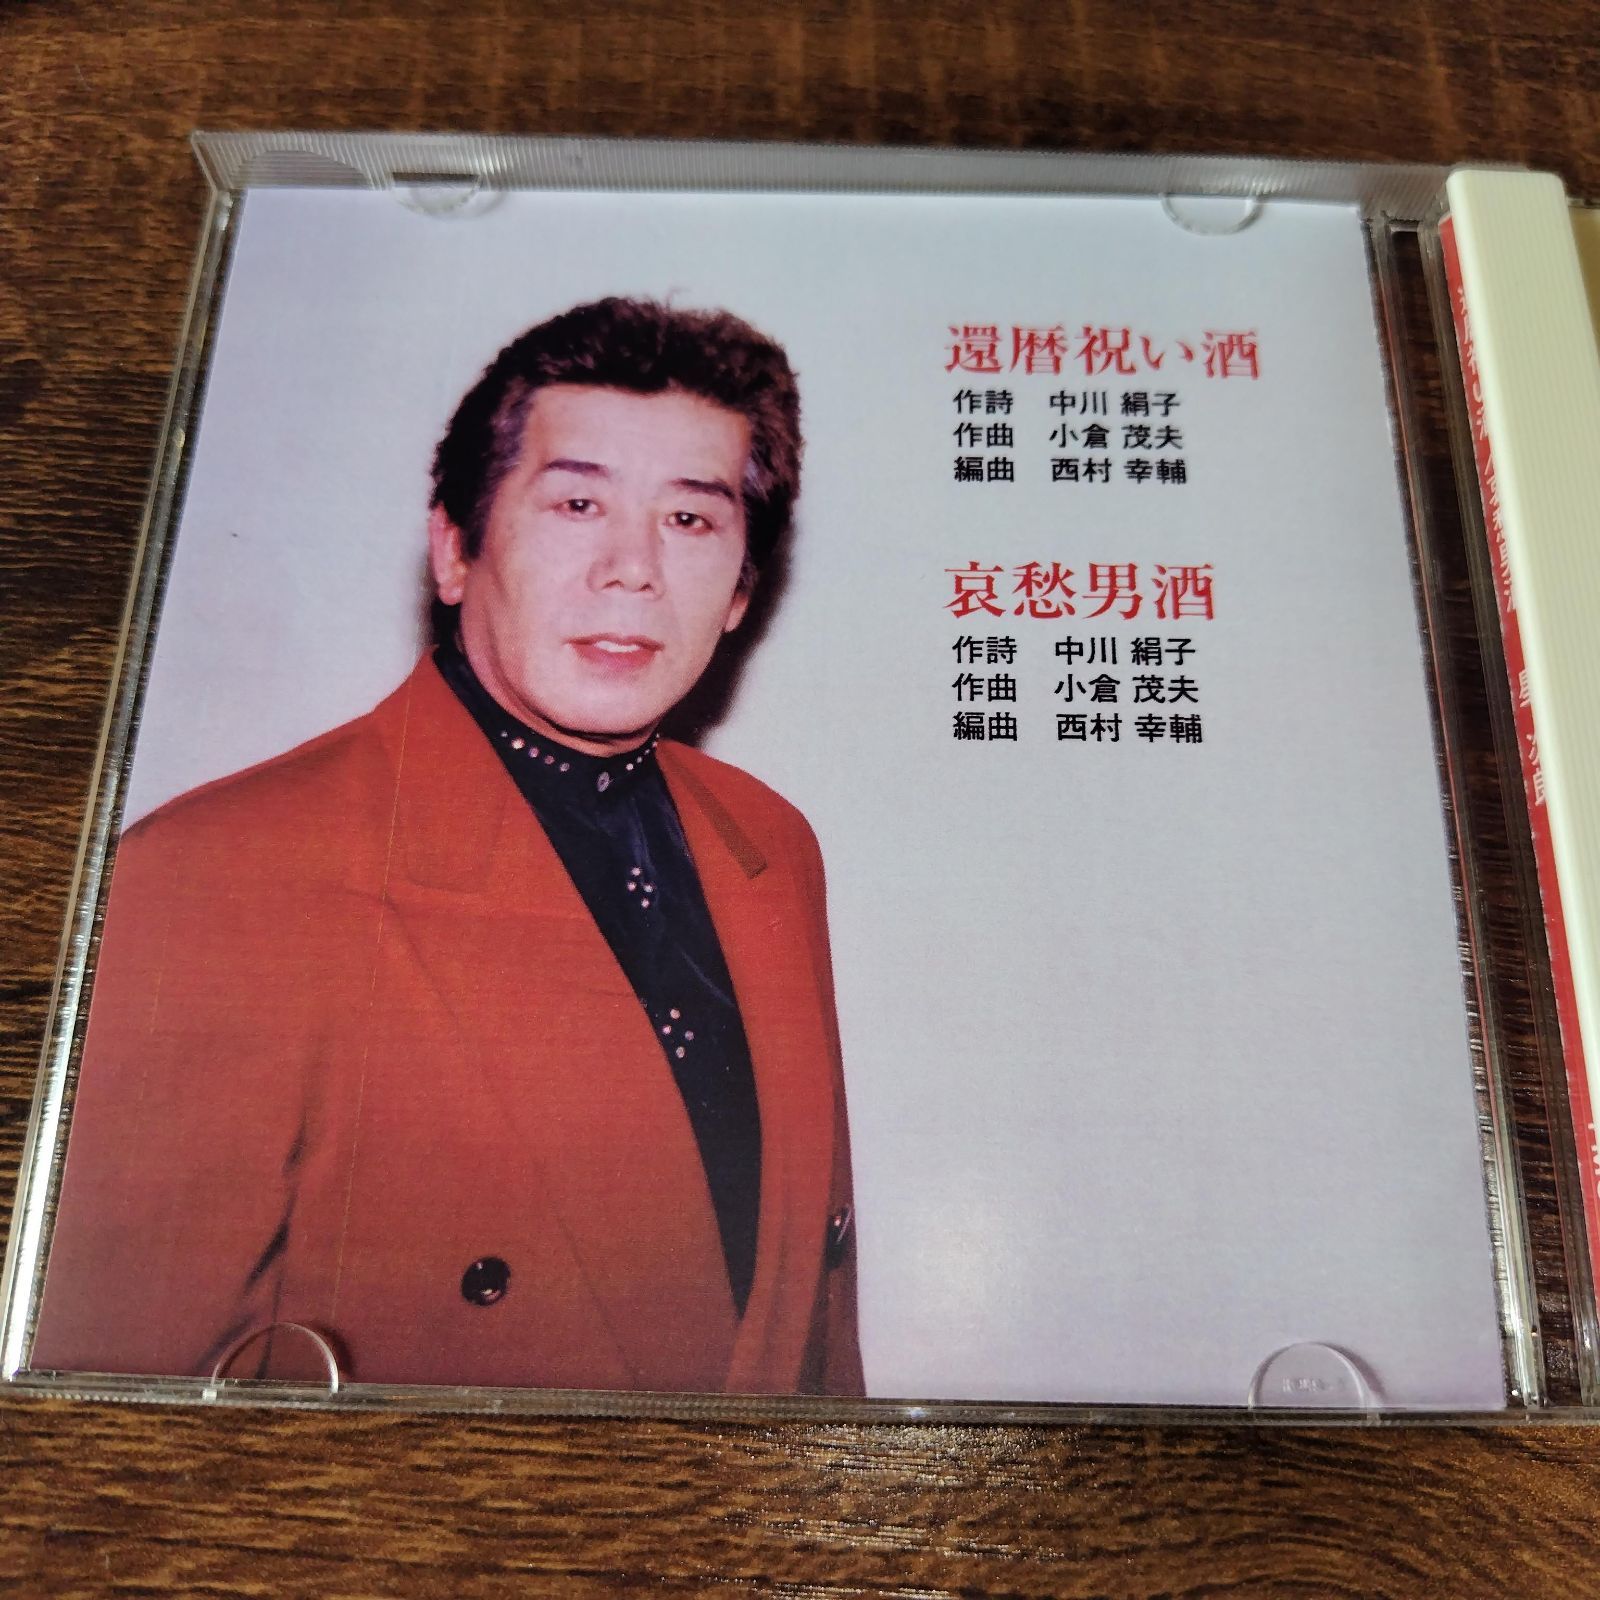 還暦祝い酒
作詩　中川 絹子
作曲　小倉 茂夫
編曲　西村 幸輔
哀愁男酒
作詩　中川 絹子
作曲　小倉 茂夫
編曲　西村 幸輔